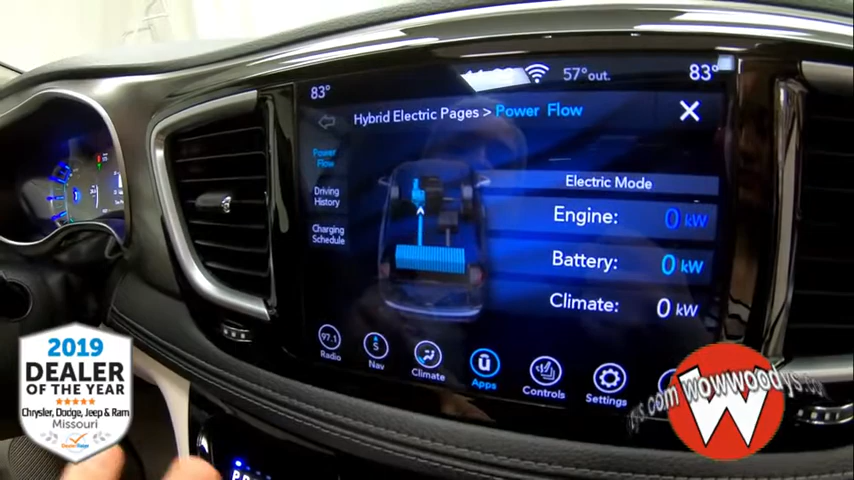 83°
57° out.
83°
Hybrid Electric Pages > Power Flow
X
Power
Flow
Driving
History
Charging
Schedule
Electric Mode
Engine: 0 kW
Battery: 0 kW
Climate: 0 kW
97.1
S
Radio
Nav
Climate
Apps
Controls
Settings
2019
DEALER
OF THE YEAR
Chrysler, Dodge, Jeep & Ram
Missouri
DealerRater
W
wowwoodys.com